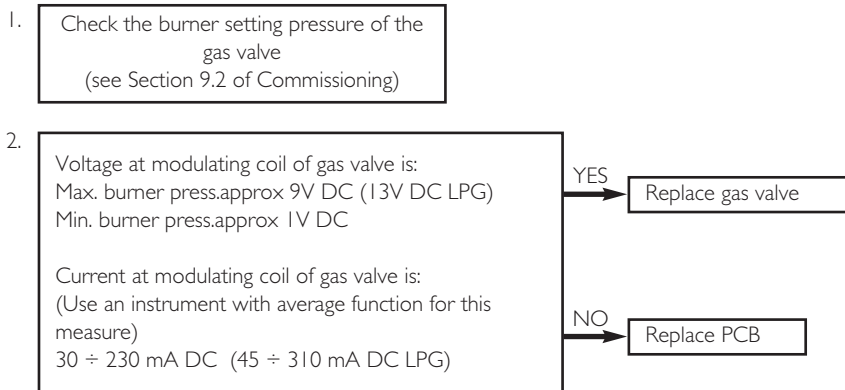 1.
Check the burner setting pressure of the
gas valve
(see Section 9.2 of Commissioning)
2.
Voltage at modulating coil of gas valve is:
Max. burner press.approx 9V DC (13V DC LPG)
Min. burner press.approx 1V DC
Current at modulating coil of gas valve is:
(Use an instrument with average function for this
measure)
30 ÷ 230 mA DC (45 ÷ 310 mA DC LPG)
YES
Replace gas valve
NO
Replace PCB